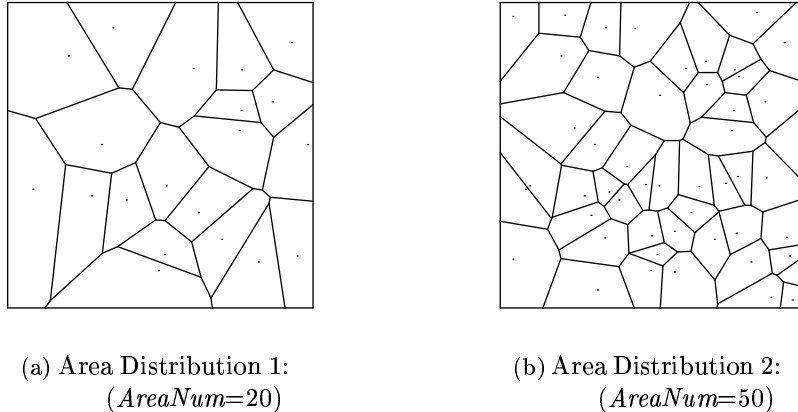 (a) Area Distribution 1:
(AreaNum=20)
(b) Area Distribution 2:
(AreaNum=50)